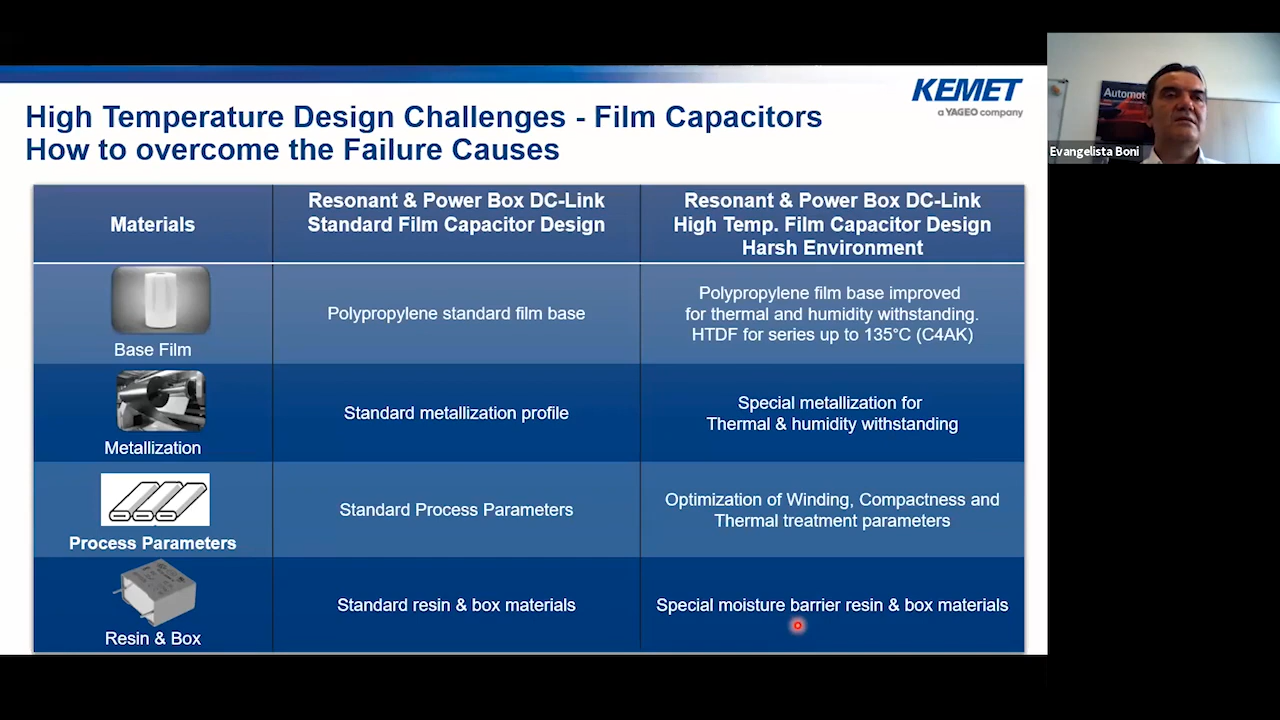 KEMET
a YAGEO company
High Temperature Design Challenges - Film Capacitors
How to overcome the Failure Causes
Materials
Resonant & Power Box DC-Link
Standard Film Capacitor Design
Resonant & Power Box DC-Link
High Temp. Film Capacitor Design
Harsh Environment
Base Film
Polypropylene standard film base
Polypropylene film base improved
for thermal and humidity withstanding.
HTDF for series up to 135°C (C4AK)
Metallization
Standard metallization profile
Special metallization for
Thermal & humidity withstanding
Process Parameters
Standard Process Parameters
Optimization of Winding, Compactness and
Thermal treatment parameters
Resin & Box
Standard resin & box materials
Special moisture barrier resin & box materials
Automot
Evangelista Boni